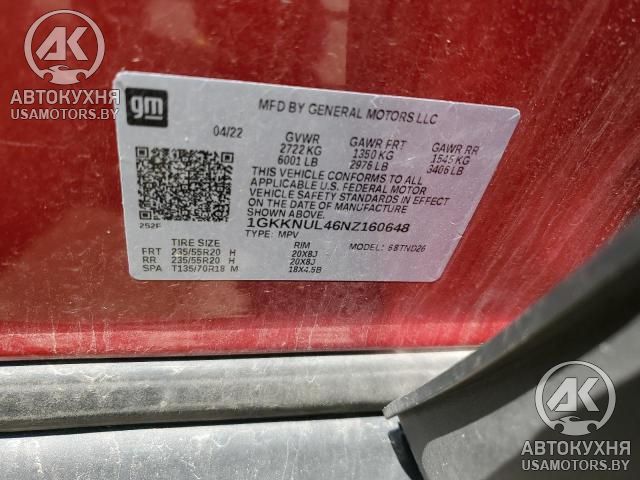 AK
АВТОКУХНЯ
USAMOTORS.BY
gm
MFD BY GENERAL MOTORS LLC
04/22 GVWR GAWR FRT GAWR RR
2722 KG 1350 KG 1545 KG
6001 LB 2976 LB 3406 LB
THIS VEHICLE CONFORMS TO ALL
APPLICABLE U.S. FEDERAL MOTOR
VEHICLE SAFETY STANDARDS IN EFFECT
ON THE DATE OF MANUFACTURE
252F 1GKKNUL46NZ160648
TYPE: MPV MODEL: 6BTND26
TIRE SIZE RIM
FRT 235/55R20 H 20X8J
RR 235/55R20 H 20X8J
SPA T135/70R18 M 18X4.5B
AK
АВТОКУХНЯ
USAMOTORS.BY